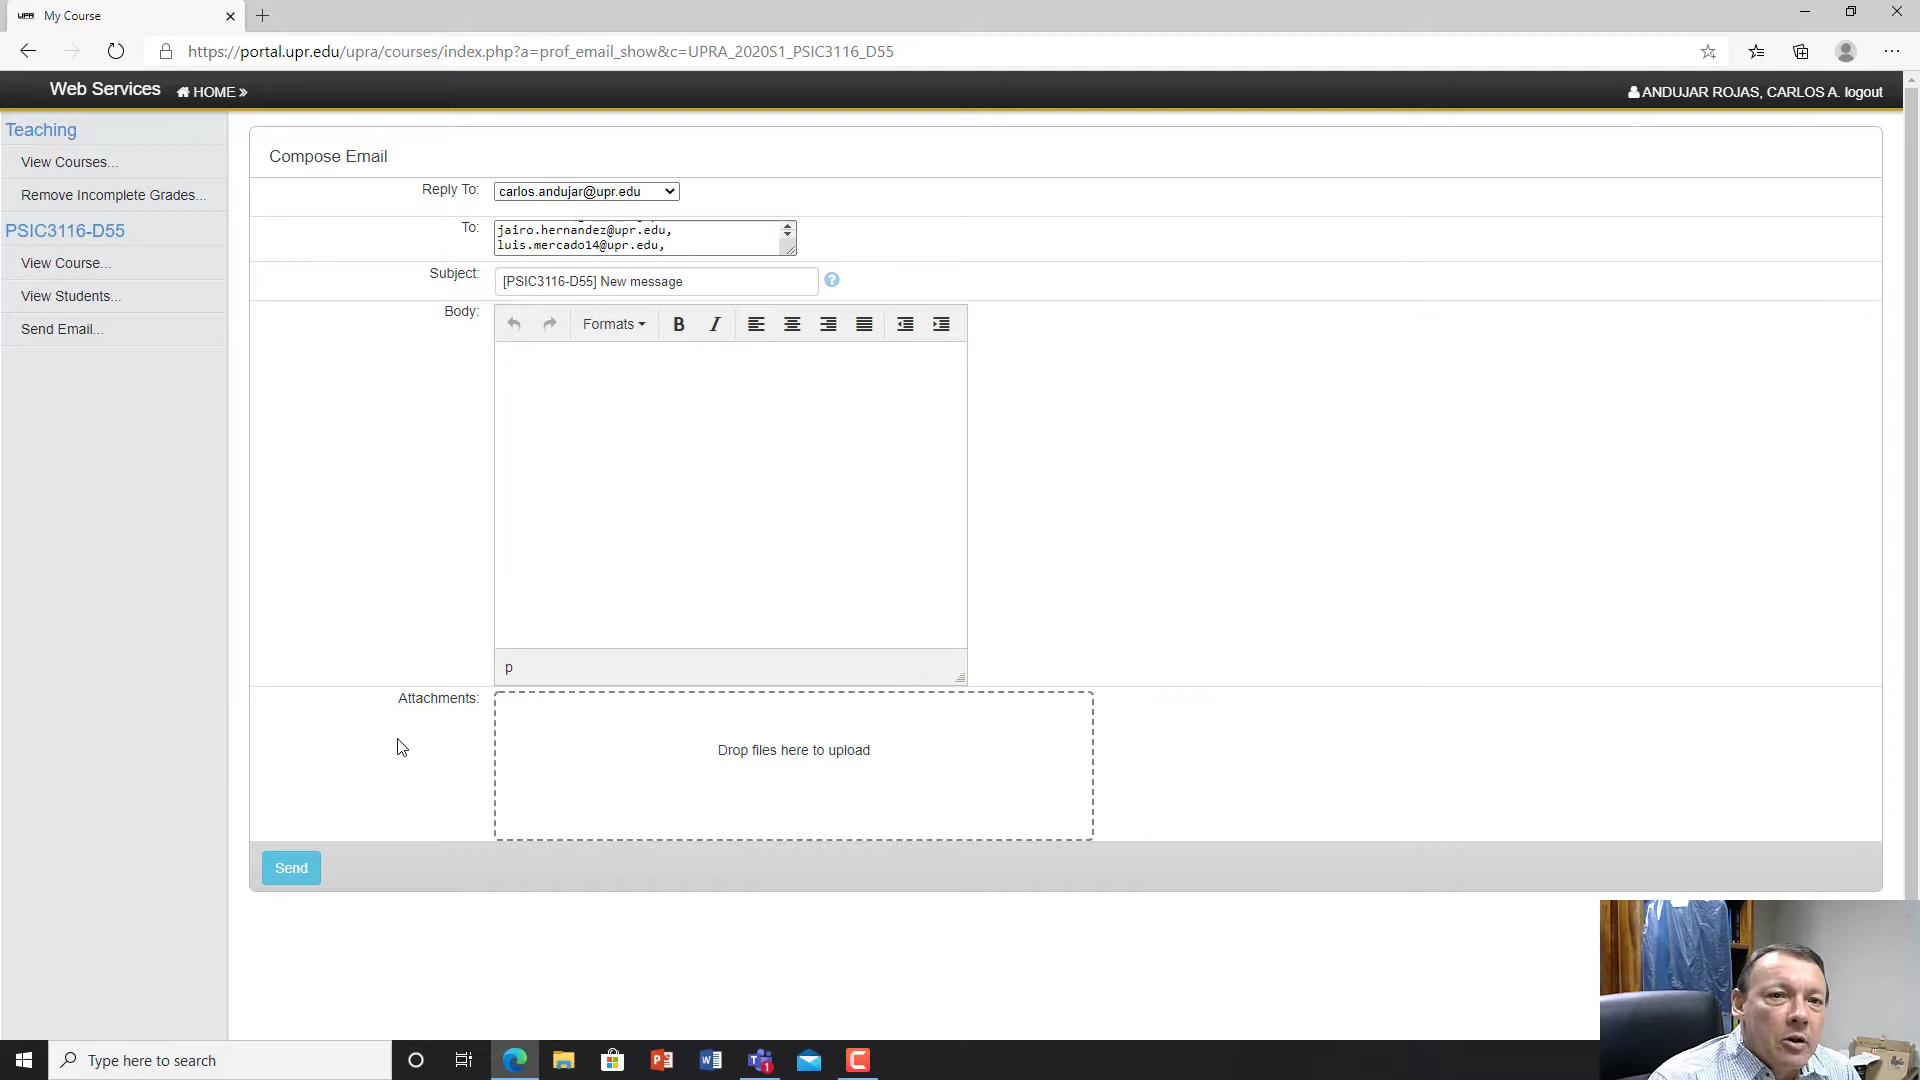 My Course
https://portal.upr.edu/upra/courses/index.php?a=prof_email_show&c=UPRA_2020S1_PSIC3116_D55
Web Services HOME » ANDUJAR ROJAS, CARLOS A. logout
Teaching
View Courses...
Remove Incomplete Grades...
PSIC3116-D55
View Course...
View Students...
Send Email...
Compose Email
Reply To: carlos.andujar@upr.edu
To: jairo.hernandez@upr.edu,
luis.mercado14@upr.edu,
Subject: [PSIC3116-D55] New message ?
Body:
Formats B I
p
Attachments:
Drop files here to upload
Send
Type here to search